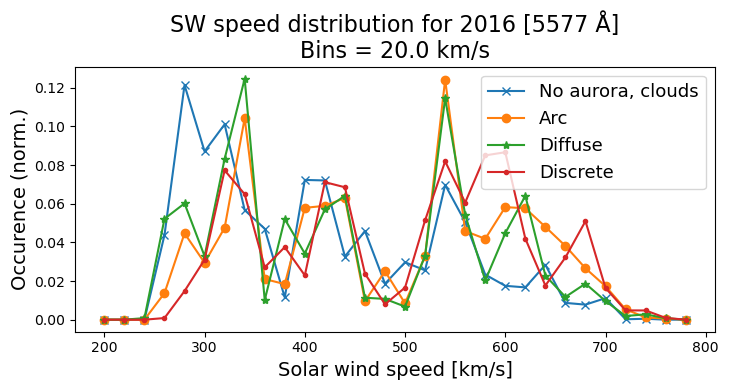 SW speed distribution for 2016 [5577 Å]
Bins = 20.0 km/s
0.12
0.10
0.08
0.06
0.04
0.02
0.00
Occurence (norm.)
No aurora, clouds
Arc
Diffuse
Discrete
200 300 400 500 600 700 800
Solar wind speed [km/s]